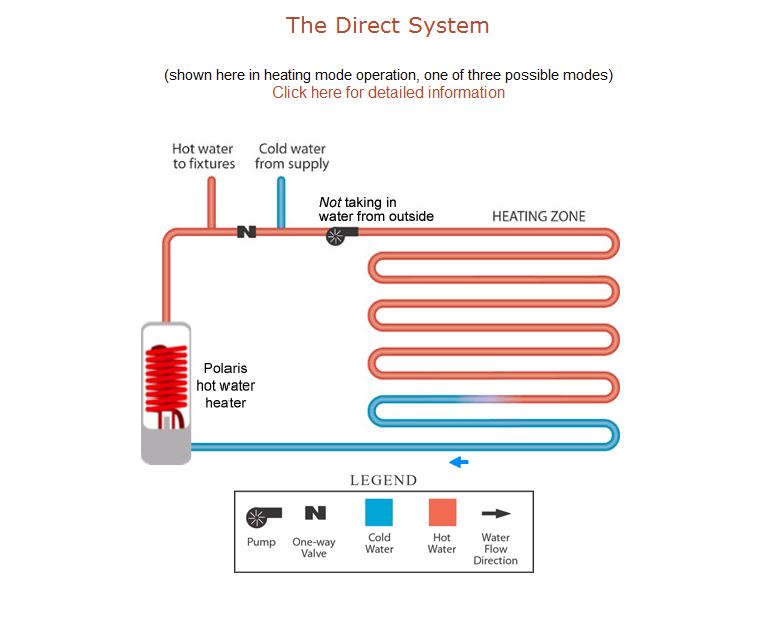 The Direct System
(shown here in heating mode operation, one of three possible modes)
Click here for detailed information
Hot water
to fixtures
Cold water
from supply
Not taking in
water from outside
HEATING ZONE
Polaris
hot water
heater
LEGEND
Pump
One-way
Valve
Cold
Water
Hot
Water
Water
Flow
Direction